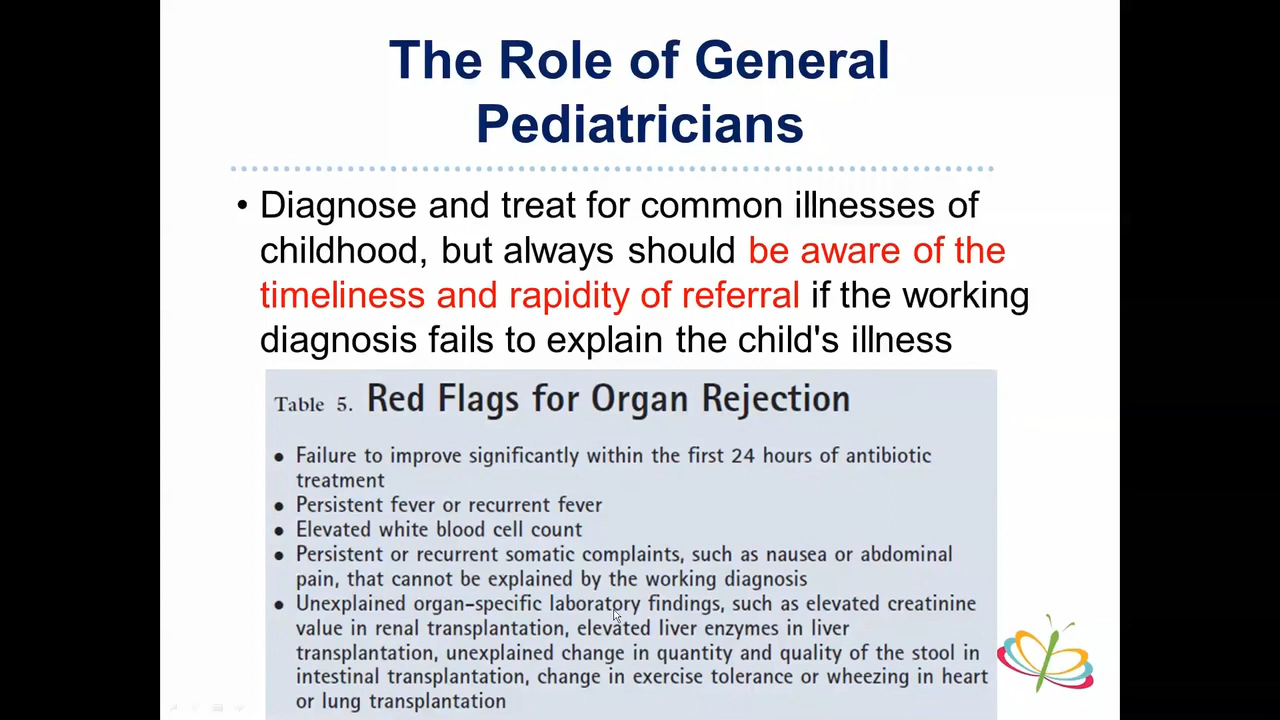 The Role of General
Pediatricians
• Diagnose and treat for common illnesses of
childhood, but always should be aware of the
timeliness and rapidity of referral if the working
diagnosis fails to explain the child's illness
Table 5. Red Flags for Organ Rejection
• Failure to improve significantly within the first 24 hours of antibiotic
treatment
• Persistent fever or recurrent fever
• Elevated white blood cell count
• Persistent or recurrent somatic complaints, such as nausea or abdominal
pain, that cannot be explained by the working diagnosis
• Unexplained organ-specific laboratory findings, such as elevated creatinine
value in renal transplantation, elevated liver enzymes in liver
transplantation, unexplained change in quantity and quality of the stool in
intestinal transplantation, change in exercise tolerance or wheezing in heart
or lung transplantation